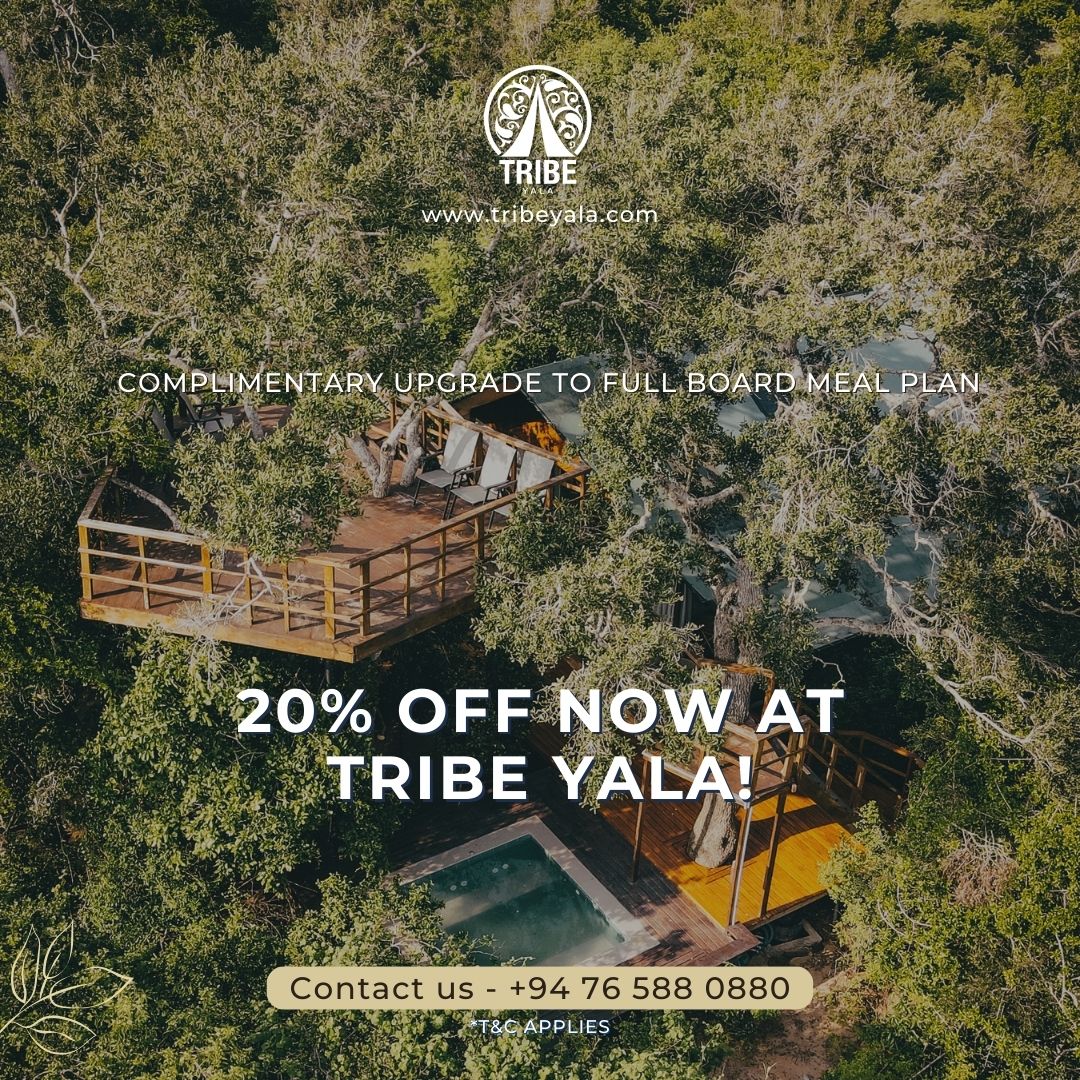 TRIBE
YALA
www.tribeyala.com
COMPLIMENTARY UPGRADE TO FULL BOARD MEAL PLAN
20% OFF NOW AT
TRIBE YALA!
Contact us - +94 76 588 0880
*T&C APPLIES